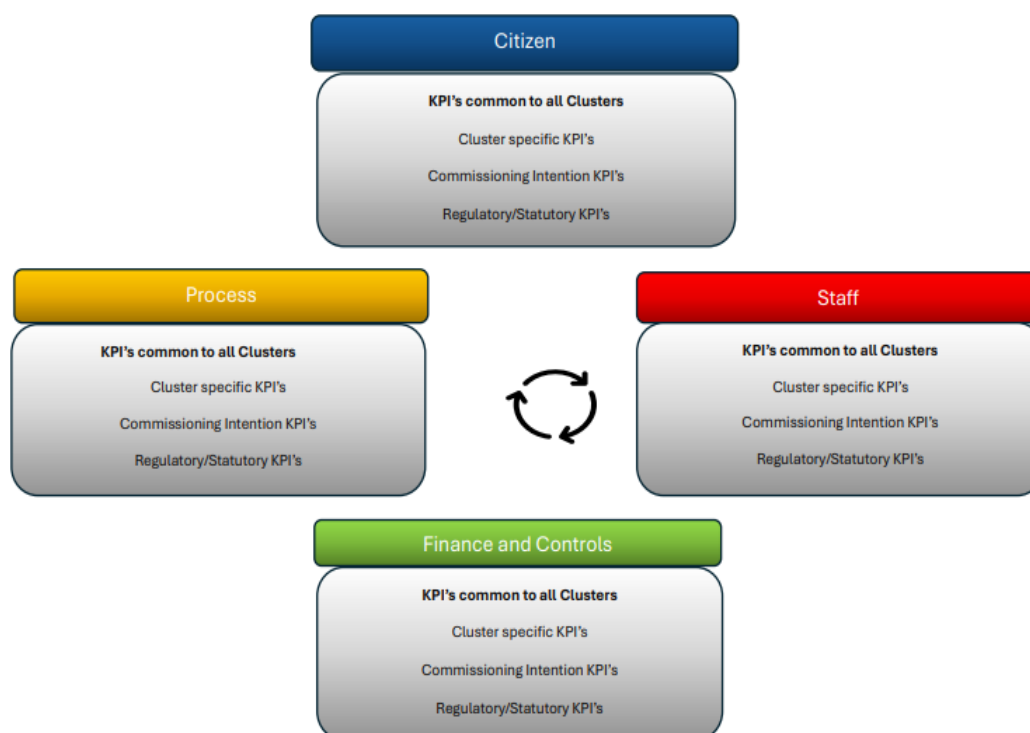 Citizen
KPI's common to all Clusters
Cluster specific KPI's
Commissioning Intention KPI's
Regulatory/Statutory KPI's
Process
KPI's common to all Clusters
Cluster specific KPI's
Commissioning Intention KPI's
Regulatory/Statutory KPI's
Staff
KPI's common to all Clusters
Cluster specific KPI's
Commissioning Intention KPI's
Regulatory/Statutory KPI's
Finance and Controls
KPI's common to all Clusters
Cluster specific KPI's
Commissioning Intention KPI's
Regulatory/Statutory KPI's